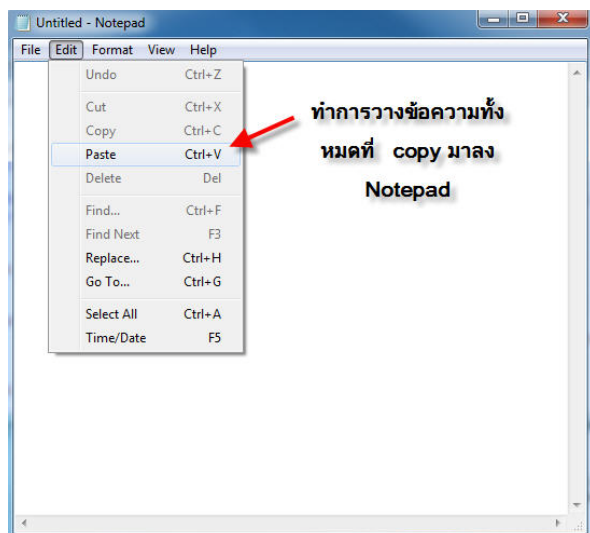 Untitled - Notepad
File Edit Format View Help
Undo Ctrl+Z
Cut Ctrl+X
Copy Ctrl+C
Paste Ctrl+V
Delete Del
Find... Ctrl+F
Find Next F3
Replace... Ctrl+H
Go To... Ctrl+G
Select All Ctrl+A
Time/Date F5
ทำการวางข้อความทั้ง
หมดที่ copy มาลง
Notepad